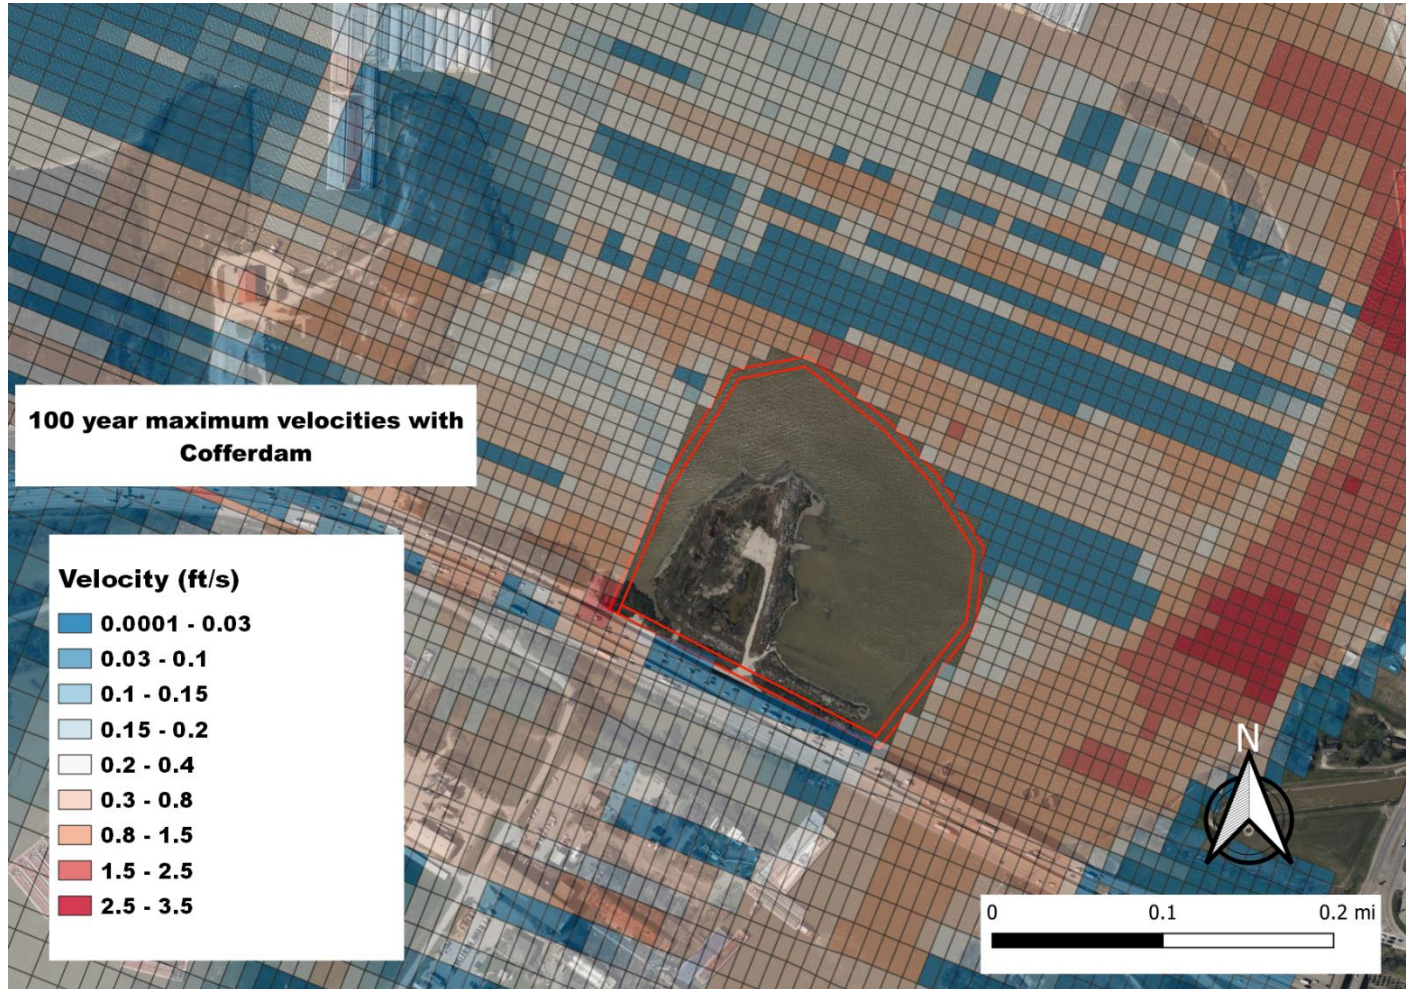 100 year maximum velocities with
Cofferdam
Velocity (ft/s)
0.0001 - 0.03
0.03 - 0.1
0.1 - 0.15
0.15 - 0.2
0.2 - 0.4
0.3 - 0.8
0.8 - 1.5
1.5 - 2.5
2.5 - 3.5
N
0 0.1 0.2 mi